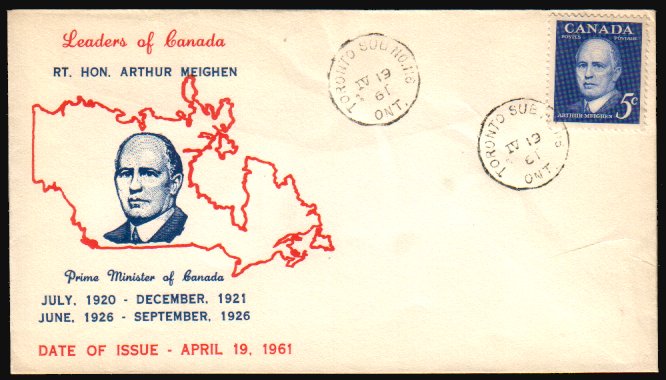 Leaders of Canada
RT. HON. ARTHUR MEIGHEN
Prime Minister of Canada
JULY, 1920 - DECEMBER, 1921
JUNE, 1926 - SEPTEMBER, 1926
DATE OF ISSUE - APRIL 19, 1961
TORONTO SUB NO.
19
IV
61
ONT.
CANADA
POSTES POSTAGE
5c
ARTHUR MEIGHEN
TORONTO SUB
19
IV
61
ONT.